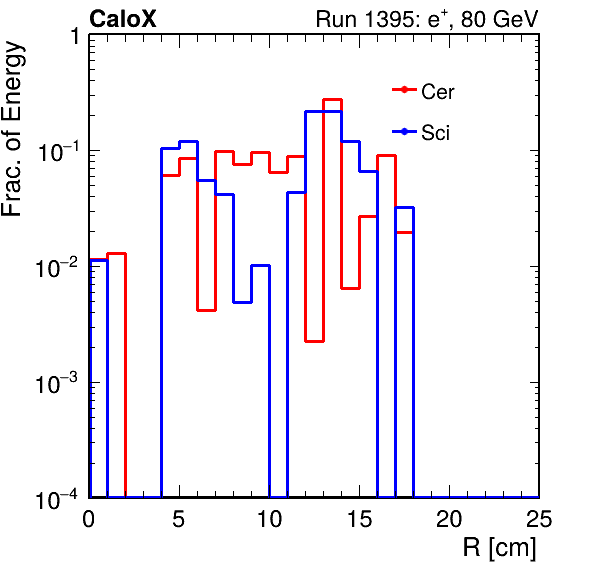 CaloX Run 1395: e⁺, 80 GeV
Frac. of Energy
1
10⁻¹
10⁻²
10⁻³
10⁻⁴
Cer
Sci
0 5 10 15 20 25
R [cm]